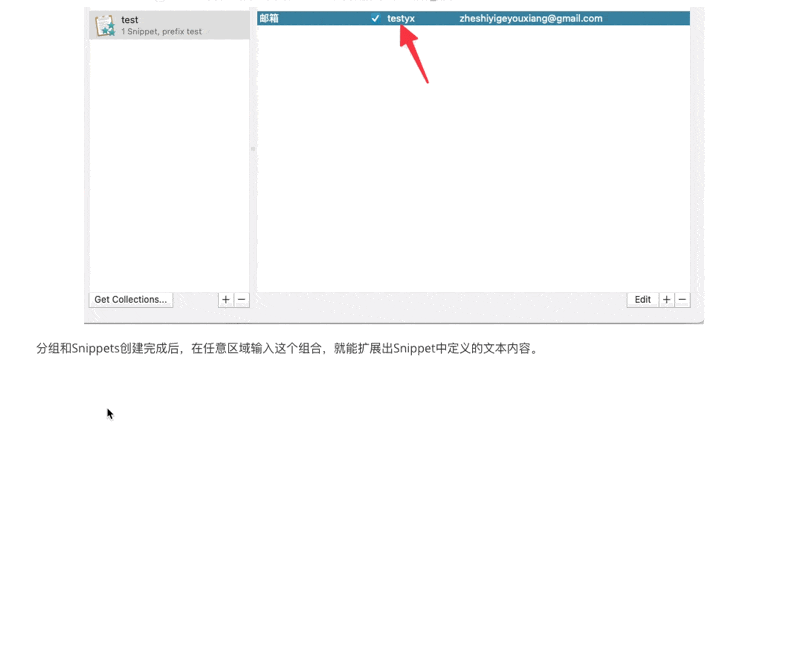 test
1 Snippet, prefix test
邮箱 ✓ testyx zheshiyigeyouxiang@gmail.com
Get Collections... + −
Edit + −
分组和Snippets创建完成后，在任意区域输入这个组合，就能扩展出Snippet中定义的文本内容。